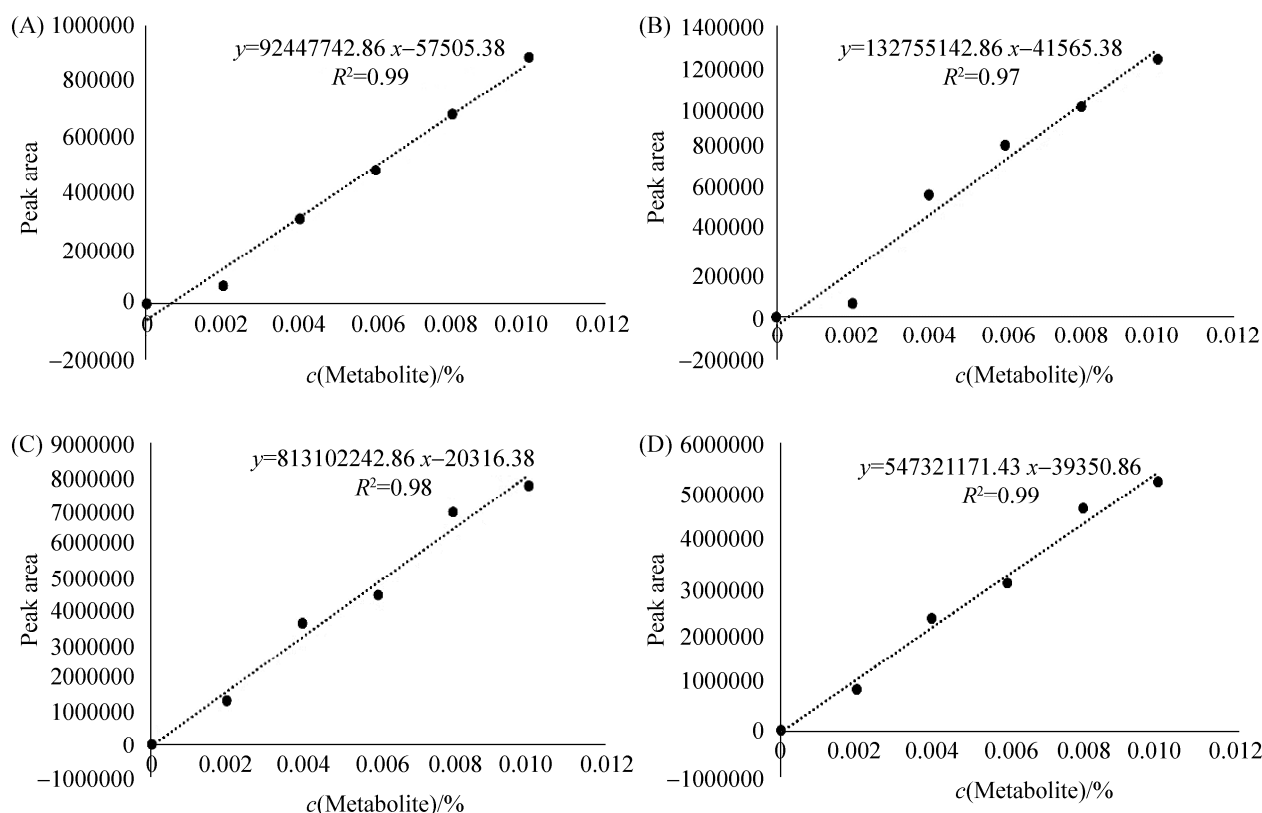 (A)
1000000
800000
600000
400000
200000
0
−200000
Peak area
y=92447742.86 x−57505.38
R²=0.99
0 0.002 0.004 0.006 0.008 0.010 0.012
c(Metabolite)/%
(B)
1400000
1200000
1000000
800000
600000
400000
200000
0
−200000
Peak area
y=132755142.86 x−41565.38
R²=0.97
0 0.002 0.004 0.006 0.008 0.010 0.012
c(Metabolite)/%
(C)
9000000
8000000
7000000
6000000
5000000
4000000
3000000
2000000
1000000
0
−1000000
Peak area
y=813102242.86 x−20316.38
R²=0.98
0 0.002 0.004 0.006 0.008 0.010 0.012
c(Metabolite)/%
(D)
6000000
5000000
4000000
3000000
2000000
1000000
0
−1000000
Peak area
y=547321171.43 x−39350.86
R²=0.99
0 0.002 0.004 0.006 0.008 0.010 0.012
c(Metabolite)/%